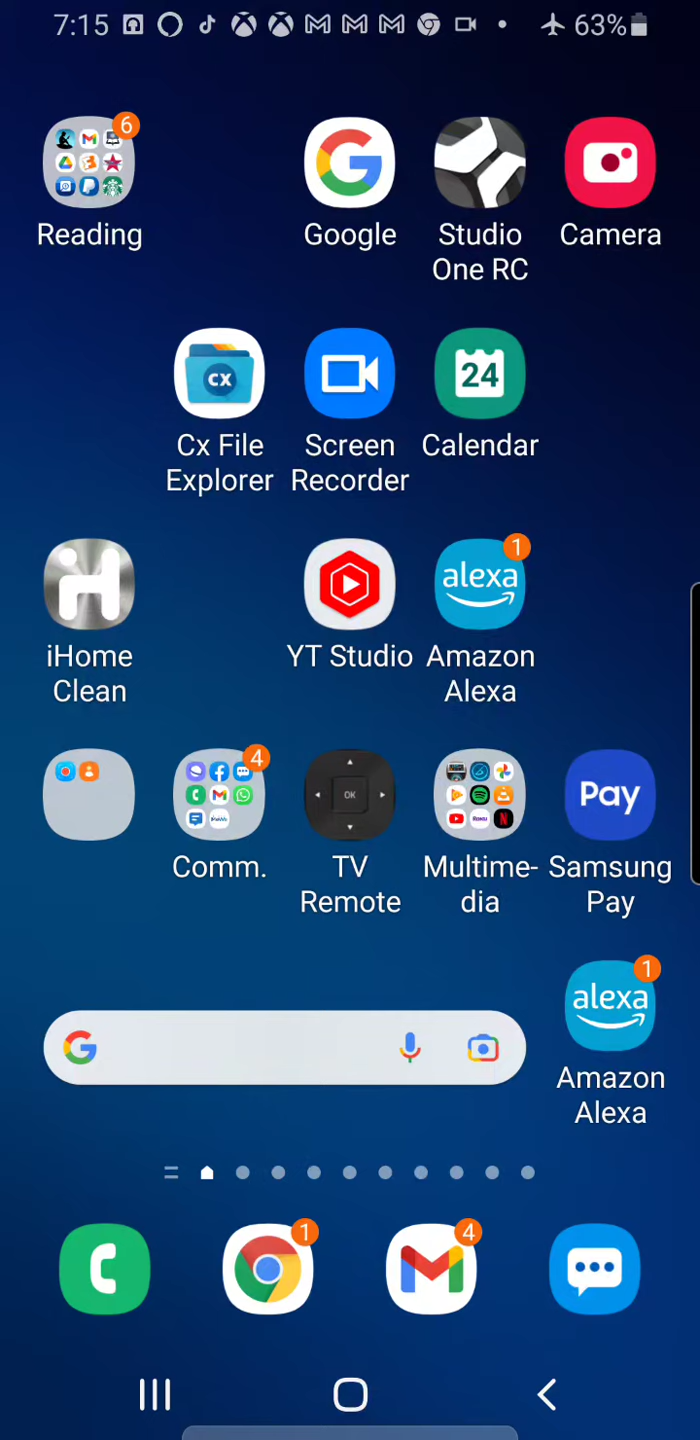 7:15
63%
6
Reading
Google
Studio
One RC
Camera
cx
24
Cx File
Explorer
Screen
Recorder
Calendar
alexa
1
iHome
Clean
YT Studio
Amazon
Alexa
4
OK
Pay
Comm.
TV
Remote
Multime-
dia
Samsung
Pay
alexa
1
Amazon
Alexa
1
4